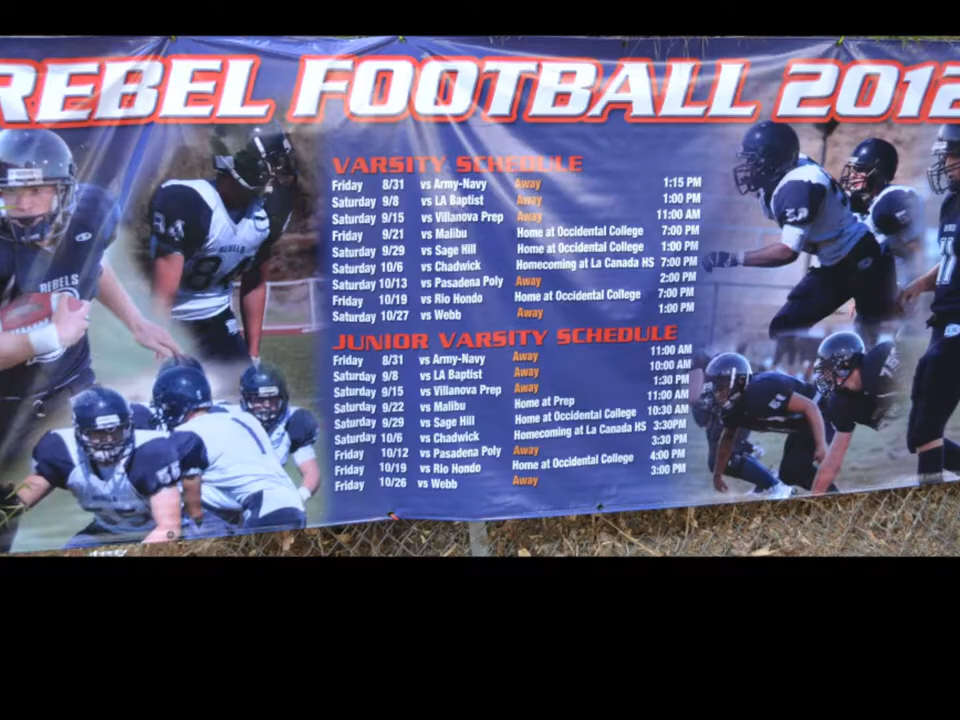 REBEL FOOTBALL 2012
VARSITY SCHEDULE
Friday 8/31 vs Army-Navy Away 1:15 PM
Saturday 9/8 vs LA Baptist Away 1:00 PM
Saturday 9/15 vs Villanova Prep Away 11:00 AM
Friday 9/21 vs Malibu Home at Occidental College 7:00 PM
Saturday 9/29 vs Sage Hill Home at Occidental College 1:00 PM
Saturday 10/6 vs Chadwick Homecoming at La Canada HS 7:00 PM
Saturday 10/13 vs Pasadena Poly Away 2:00 PM
Friday 10/19 vs Rio Hondo Home at Occidental College 7:00 PM
Saturday 10/27 vs Webb Away 1:00 PM
JUNIOR VARSITY SCHEDULE
Friday 8/31 vs Army-Navy Away 11:00 AM
Saturday 9/8 vs LA Baptist Away 10:00 AM
Saturday 9/15 vs Villanova Prep Away 1:30 PM
Saturday 9/22 vs Malibu Home at Prep 11:00 AM
Saturday 9/29 vs Sage Hill Home at Occidental College 10:30 AM
Saturday 10/6 vs Chadwick Homecoming at La Canada HS 3:30PM
Friday 10/12 vs Pasadena Poly Away 3:30 PM
Friday 10/19 vs Rio Hondo Home at Occidental College 4:00 PM
Friday 10/26 vs Webb Away 3:00 PM
REBELS
84
REBELS
84
1
11